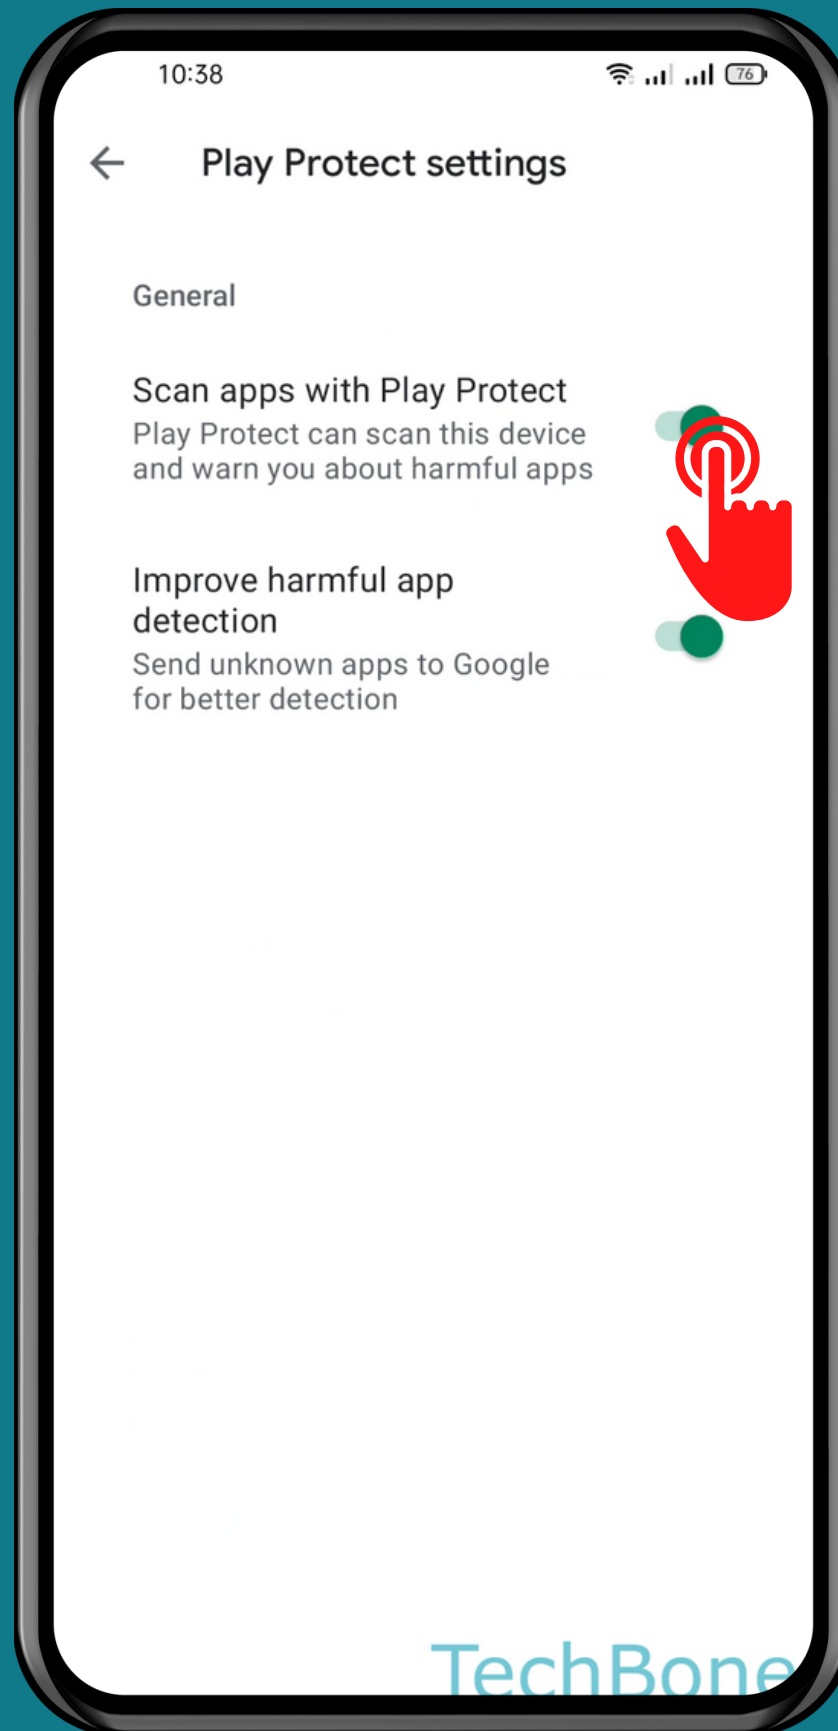 10:38
76
Play Protect settings
General
Scan apps with Play Protect
Play Protect can scan this device
and warn you about harmful apps
Improve harmful app
detection
Send unknown apps to Google
for better detection
TechBone